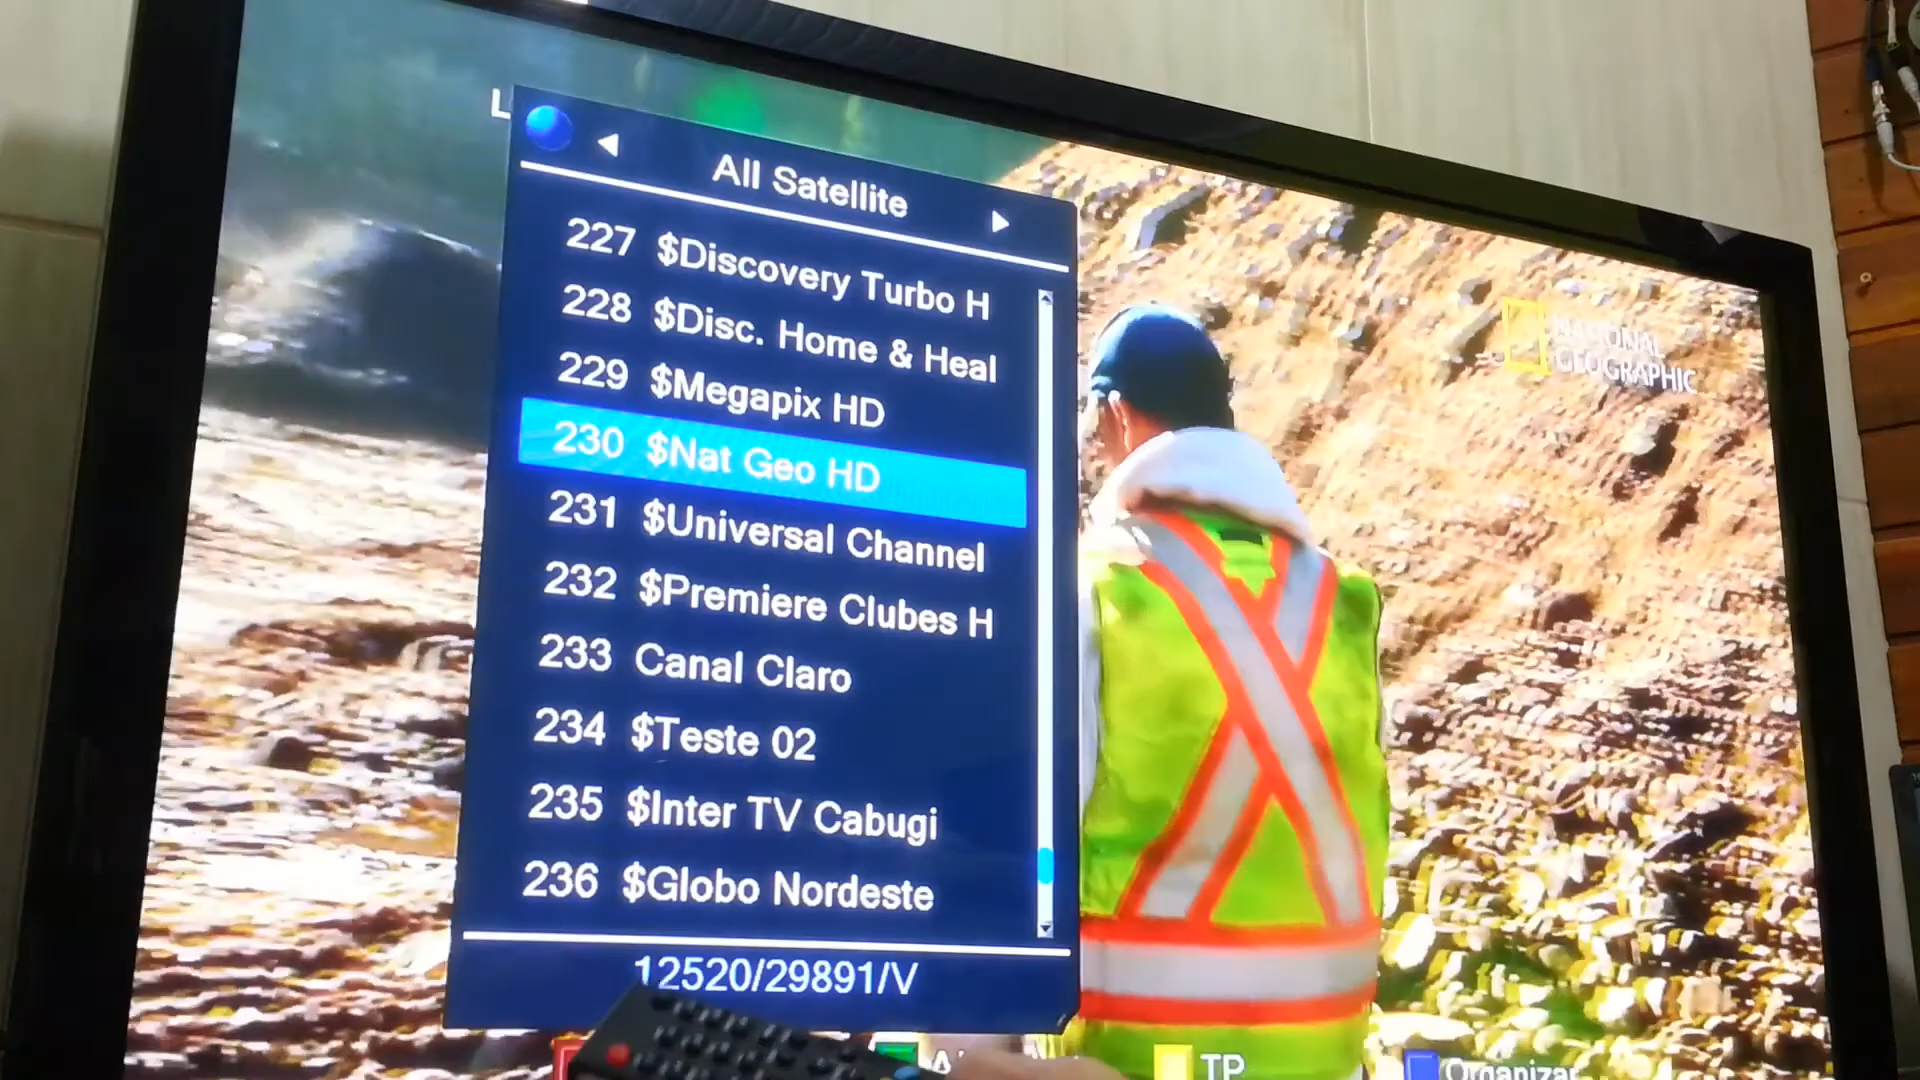 L
All Satellite
227 $Discovery Turbo H
228 $Disc. Home & Heal
229 $Megapix HD
230 $Nat Geo HD
231 $Universal Channel
232 $Premiere Clubes H
233 Canal Claro
234 $Teste 02
235 $Inter TV Cabugi
236 $Globo Nordeste
12520/29891/V
NATIONAL
GEOGRAPHIC
TP
Organizar